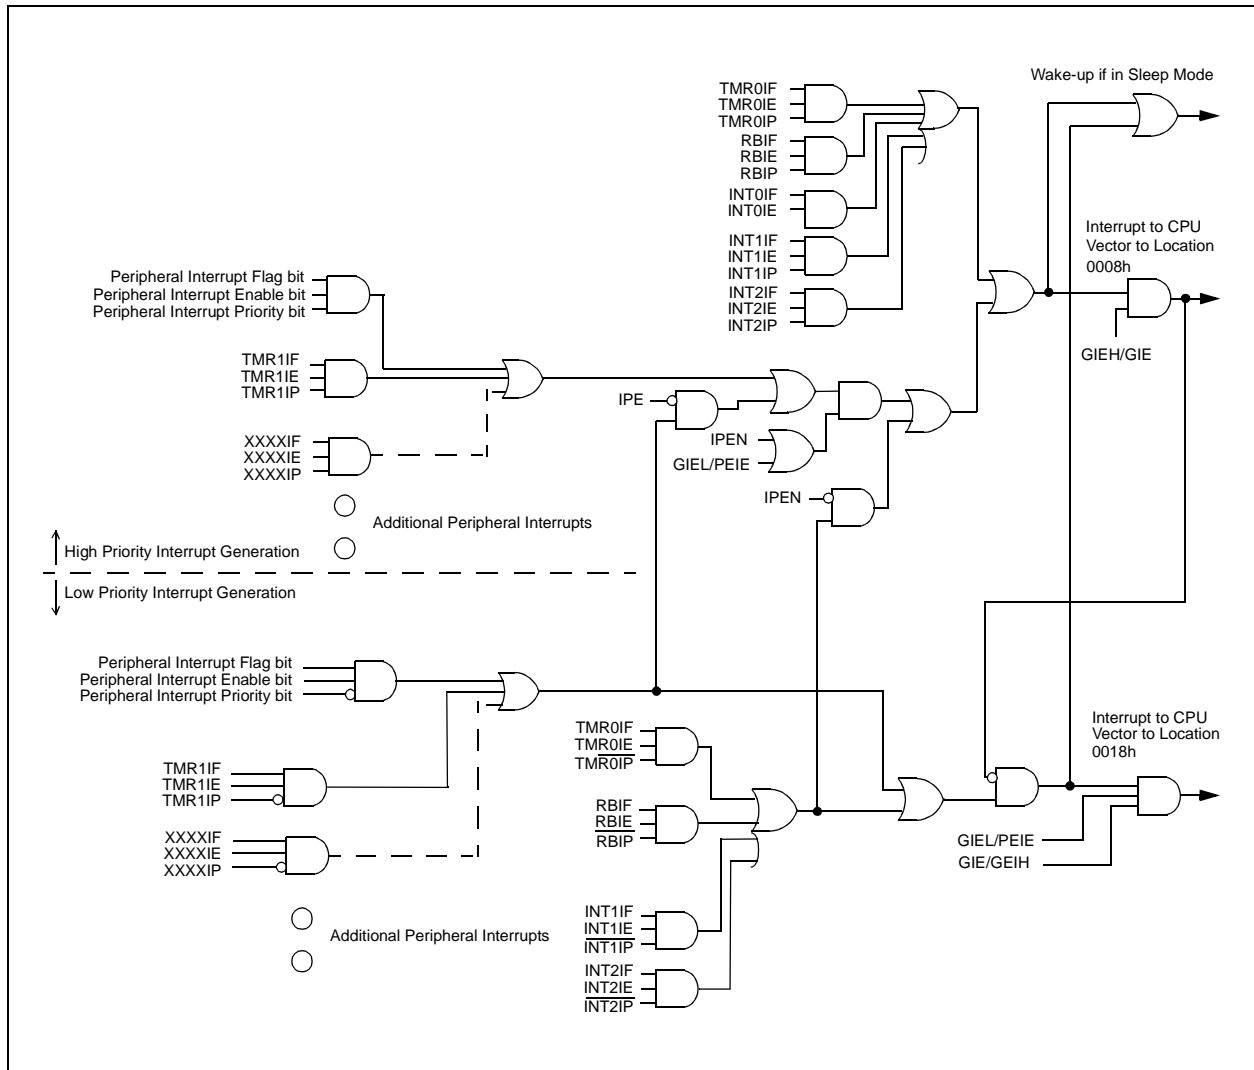 Wake-up if in Sleep Mode
TMR0IF
TMR0IE
TMR0IP
RBIF
RBIE
RBIP
INT0IF
INT0IE
INT1IF
INT1IE
INT1IP
INT2IF
INT2IE
INT2IP
Interrupt to CPU
Vector to Location
0008h
GIEH/GIE
Peripheral Interrupt Flag bit
Peripheral Interrupt Enable bit
Peripheral Interrupt Priority bit
TMR1IF
TMR1IE
TMR1IP
XXXXIF
XXXXIE
XXXXIP
IPE
IPEN
GIEL/PEIE
IPEN
Additional Peripheral Interrupts
High Priority Interrupt Generation
Low Priority Interrupt Generation
Peripheral Interrupt Flag bit
Peripheral Interrupt Enable bit
Peripheral Interrupt Priority bit
TMR1IF
TMR1IE
TMR1IP
XXXXIF
XXXXIE
XXXXIP
Additional Peripheral Interrupts
TMR0IF
TMR0IE
TMR0IP
RBIF
RBIE
RBIP
INT1IF
INT1IE
INT1IP
INT2IF
INT2IE
INT2IP
Interrupt to CPU
Vector to Location
0018h
GIEL/PEIE
GIE/GEIH